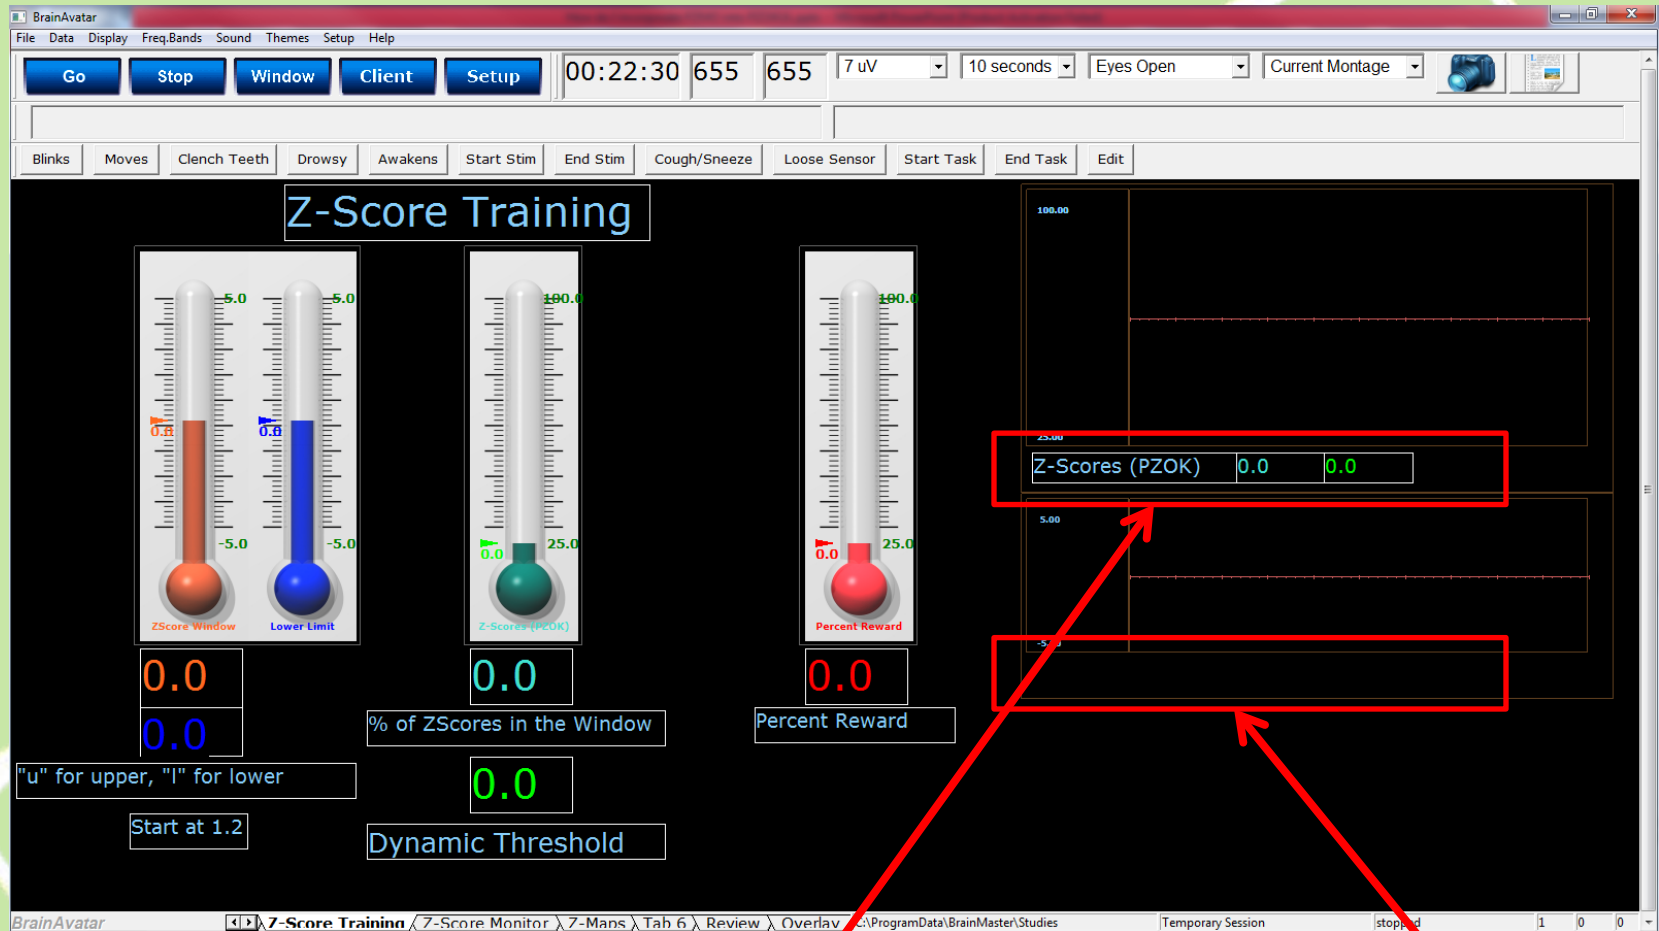 BrainAvatar
File Data Display Freq.Bands Sound Themes Setup Help
Go Stop Window Client Setup 00:22:30 655 655 7 uV 10 seconds Eyes Open Current Montage
Blinks Moves Clench Teeth Drowsy Awakens Start Stim End Stim Cough/Sneeze Loose Sensor Start Task End Task Edit
Z-Score Training
5.0 5.0 100.0 100.0
0.0 0.0
-5.0 -5.0 0.0 25.0 0.0 25.0
ZScore Window Lower Limit Z-Scores (PZOK) Percent Reward
0.0 0.0 0.0
0.0
% of ZScores in the Window
Percent Reward
"u" for upper, "l" for lower
0.0
Start at 1.2
Dynamic Threshold
100.00
25.00
Z-Scores (PZOK) 0.0 0.0
5.00
-5.00
BrainAvatar Z-Score Training Z-Score Monitor Z-Maps Tab 6 Review Overlay C:\ProgramData\BrainMaster\Studies Temporary Session stopped 1 0 0